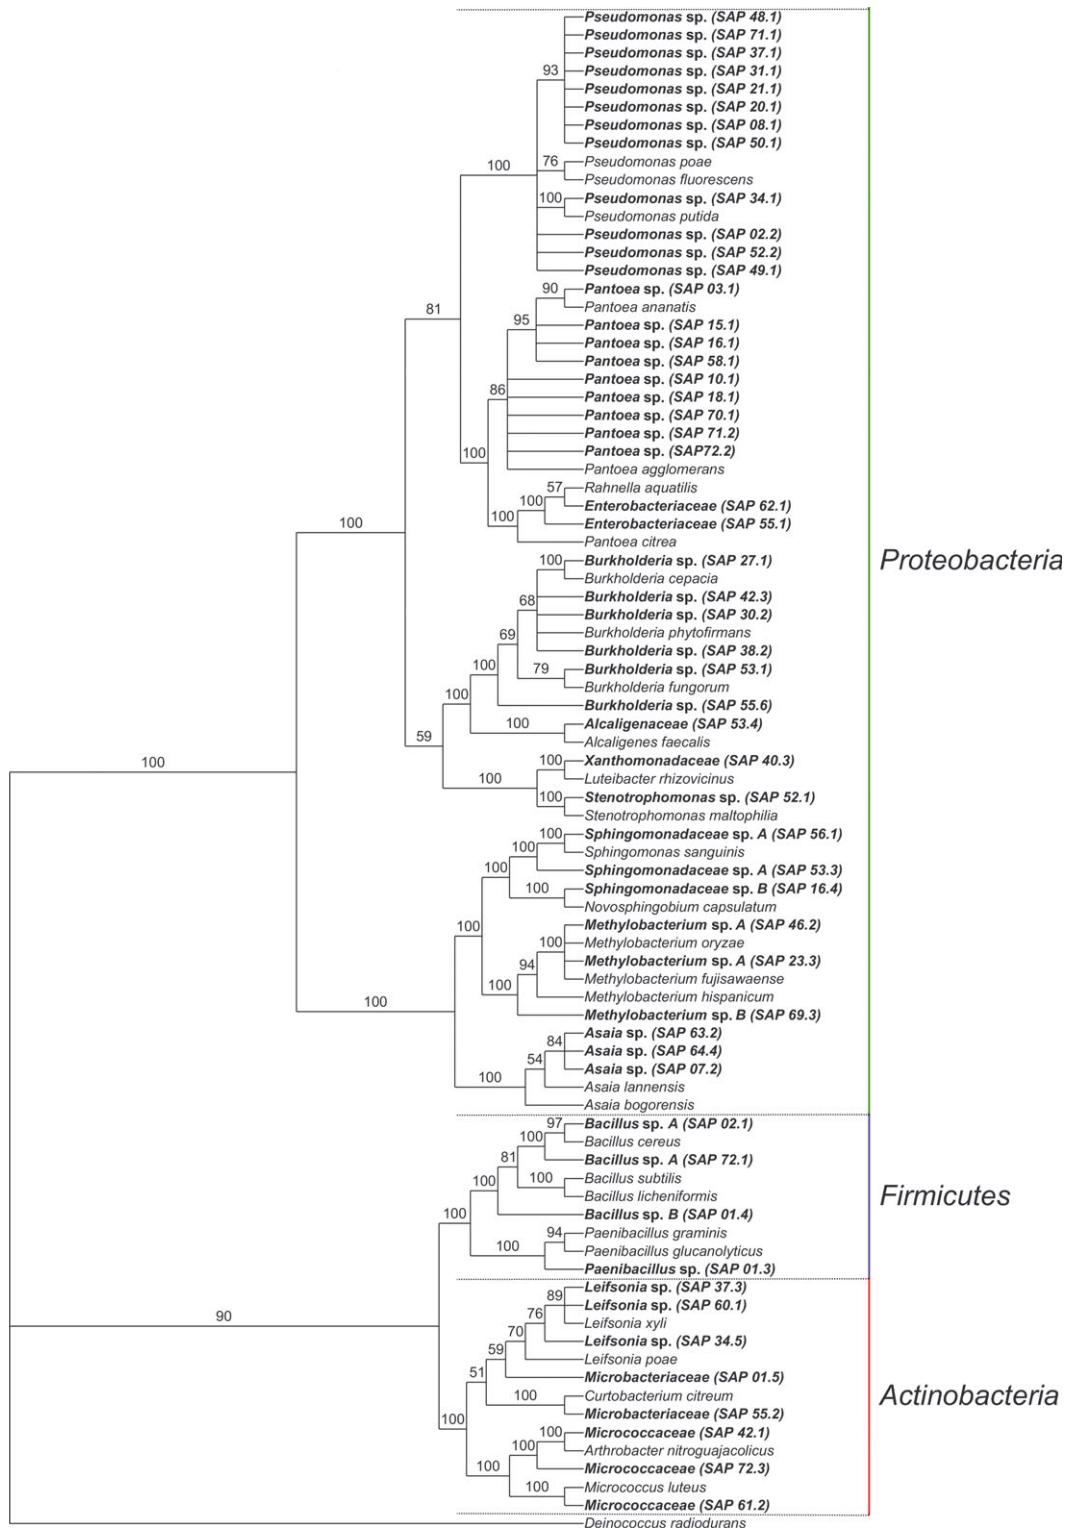 Pseudomonas sp. (SAP 48.1)
Pseudomonas sp. (SAP 71.1)
Pseudomonas sp. (SAP 37.1)
93
Pseudomonas sp. (SAP 31.1)
Pseudomonas sp. (SAP 21.1)
Pseudomonas sp. (SAP 20.1)
Pseudomonas sp. (SAP 08.1)
Pseudomonas sp. (SAP 50.1)
100
76
Pseudomonas poae
Pseudomonas fluorescens
100
Pseudomonas sp. (SAP 34.1)
Pseudomonas putida
Pseudomonas sp. (SAP 02.2)
Pseudomonas sp. (SAP 52.2)
Pseudomonas sp. (SAP 49.1)
90
Pantoea sp. (SAP 03.1)
Pantoea ananatis
81
95
Pantoea sp. (SAP 15.1)
Pantoea sp. (SAP 16.1)
Pantoea sp. (SAP 58.1)
Pantoea sp. (SAP 10.1)
86
Pantoea sp. (SAP 18.1)
Pantoea sp. (SAP 70.1)
Pantoea sp. (SAP 71.2)
100
Pantoea sp. (SAP72.2)
Pantoea agglomerans
57
Rahnella aquatilis
100
Enterobacteriaceae (SAP 62.1)
100
100
Enterobacteriaceae (SAP 55.1)
Pantoea citrea
Proteobacteria
100
Burkholderia sp. (SAP 27.1)
Burkholderia cepacia
68
Burkholderia sp. (SAP 42.3)
Burkholderia sp. (SAP 30.2)
69
Burkholderia phytofirmans
Burkholderia sp. (SAP 38.2)
100
79
Burkholderia sp. (SAP 53.1)
Burkholderia fungorum
100
Burkholderia sp. (SAP 55.6)
100
Alcaligenaceae (SAP 53.4)
59
Alcaligenes faecalis
100
100
Xanthomonadaceae (SAP 40.3)
100
Luteibacter rhizovicinus
100
Stenotrophomonas sp. (SAP 52.1)
Stenotrophomonas maltophilia
100
Sphingomonadaceae sp. A (SAP 56.1)
100
Sphingomonas sanguinis
100
Sphingomonadaceae sp. A (SAP 53.3)
100
Sphingomonadaceae sp. B (SAP 16.4)
Novosphingobium capsulatum
100
Methylobacterium sp. A (SAP 46.2)
100
Methylobacterium oryzae
94
Methylobacterium sp. A (SAP 23.3)
Methylobacterium fujisawaense
100
Methylobacterium hispanicum
100
Methylobacterium sp. B (SAP 69.3)
Asaia sp. (SAP 63.2)
84
Asaia sp. (SAP 64.4)
54
Asaia sp. (SAP 07.2)
100
Asaia lannensis
Asaia bogorensis
97
Bacillus sp. A (SAP 02.1)
100
Bacillus cereus
81
Bacillus sp. A (SAP 72.1)
100
Bacillus subtilis
100
Bacillus licheniformis
Firmicutes
100
Bacillus sp. B (SAP 01.4)
94
Paenibacillus graminis
100
Paenibacillus glucanolyticus
Paenibacillus sp. (SAP 01.3)
89
Leifsonia sp. (SAP 37.3)
Leifsonia sp. (SAP 60.1)
90
76
Leifsonia xyli
70
Leifsonia sp. (SAP 34.5)
59
Leifsonia poae
51
Microbacteriaceae (SAP 01.5)
100
Curtobacterium citreum
Actinobacteria
Microbacteriaceae (SAP 55.2)
100
100
Micrococcaceae (SAP 42.1)
100
Arthrobacter nitroguajacolicus
100
Micrococcaceae (SAP 72.3)
100
Micrococcus luteus
Micrococcaceae (SAP 61.2)
Deinococcus radiodurans